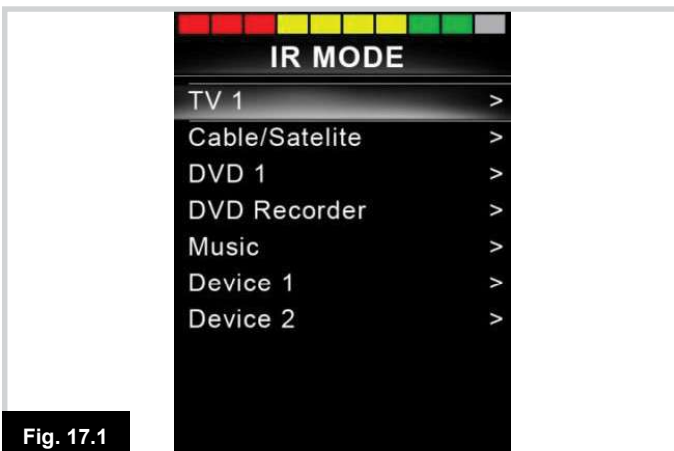 IR MODE
TV 1 >
Cable/Satelite >
DVD 1 >
DVD Recorder >
Music >
Device 1 >
Device 2 >
Fig. 17.1